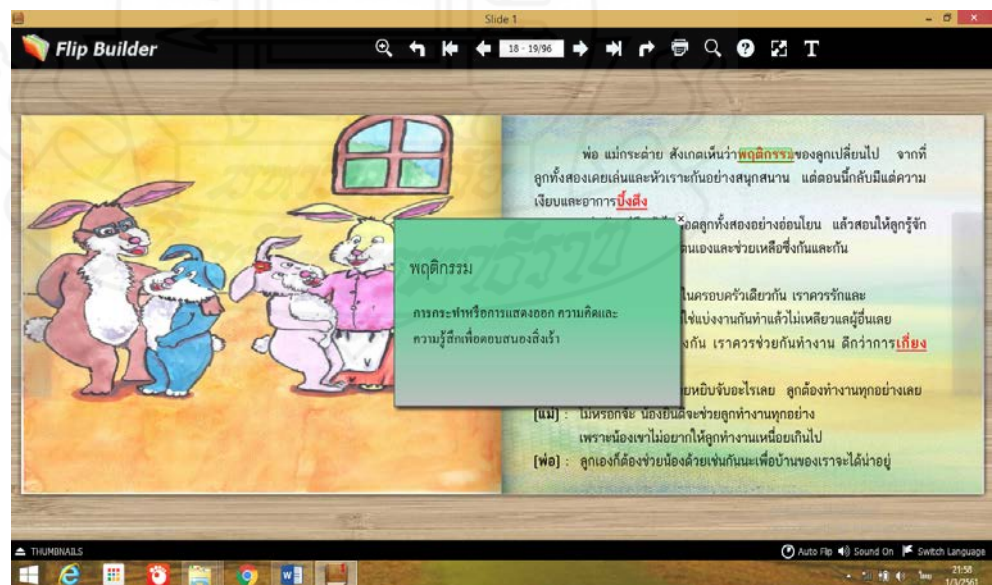 Slide 1
Flip Builder
18 - 19/96
พ่อ แม่กระต่าย สังเกตเห็นว่าพฤติกรรมของลูกเปลี่ยนไป จากที่
ลูกทั้งสองเคยเล่นและหัวเราะกันอย่างสนุกสนาน แต่ตอนนี้กลับมีแต่ความ
เงียบและอาการบึ้งตึง
อดลูกทั้งสองอย่างอ่อนโยน แล้วสอนให้ลูกรู้จัก
ตนเองและช่วยเหลือซึ่งกันและกัน
พฤติกรรม
การกระทำหรือการแสดงออก ความคิดและ
ความรู้สึกเพื่อตอบสนองสิ่งเร้า
ในครอบครัวเดียวกัน เราควรรักและ
ใช่แบ่งงานกันทำแล้วไม่เหลียวแลผู้อื่นเลย
งกัน เราควรช่วยกันทำงาน ดีกว่าการเกี่ยง
ยหยิบจับอะไรเลย ลูกต้องทำงานทุกอย่างเลย
[แม่] : ไม่หรอกจ้ะ น้องยินดีจะช่วยลูกทำงานทุกอย่าง
เพราะน้องเขาไม่อยากให้ลูกทำงานเหนื่อยเกินไป
[พ่อ] : ลูกเองก็ต้องช่วยน้องด้วยเช่นกันนะเพื่อบ้านของเราจะได้น่าอยู่
THUMBNAILS
Auto Flip
Sound On
Switch Language
ไทย
21:58
1/3/2561